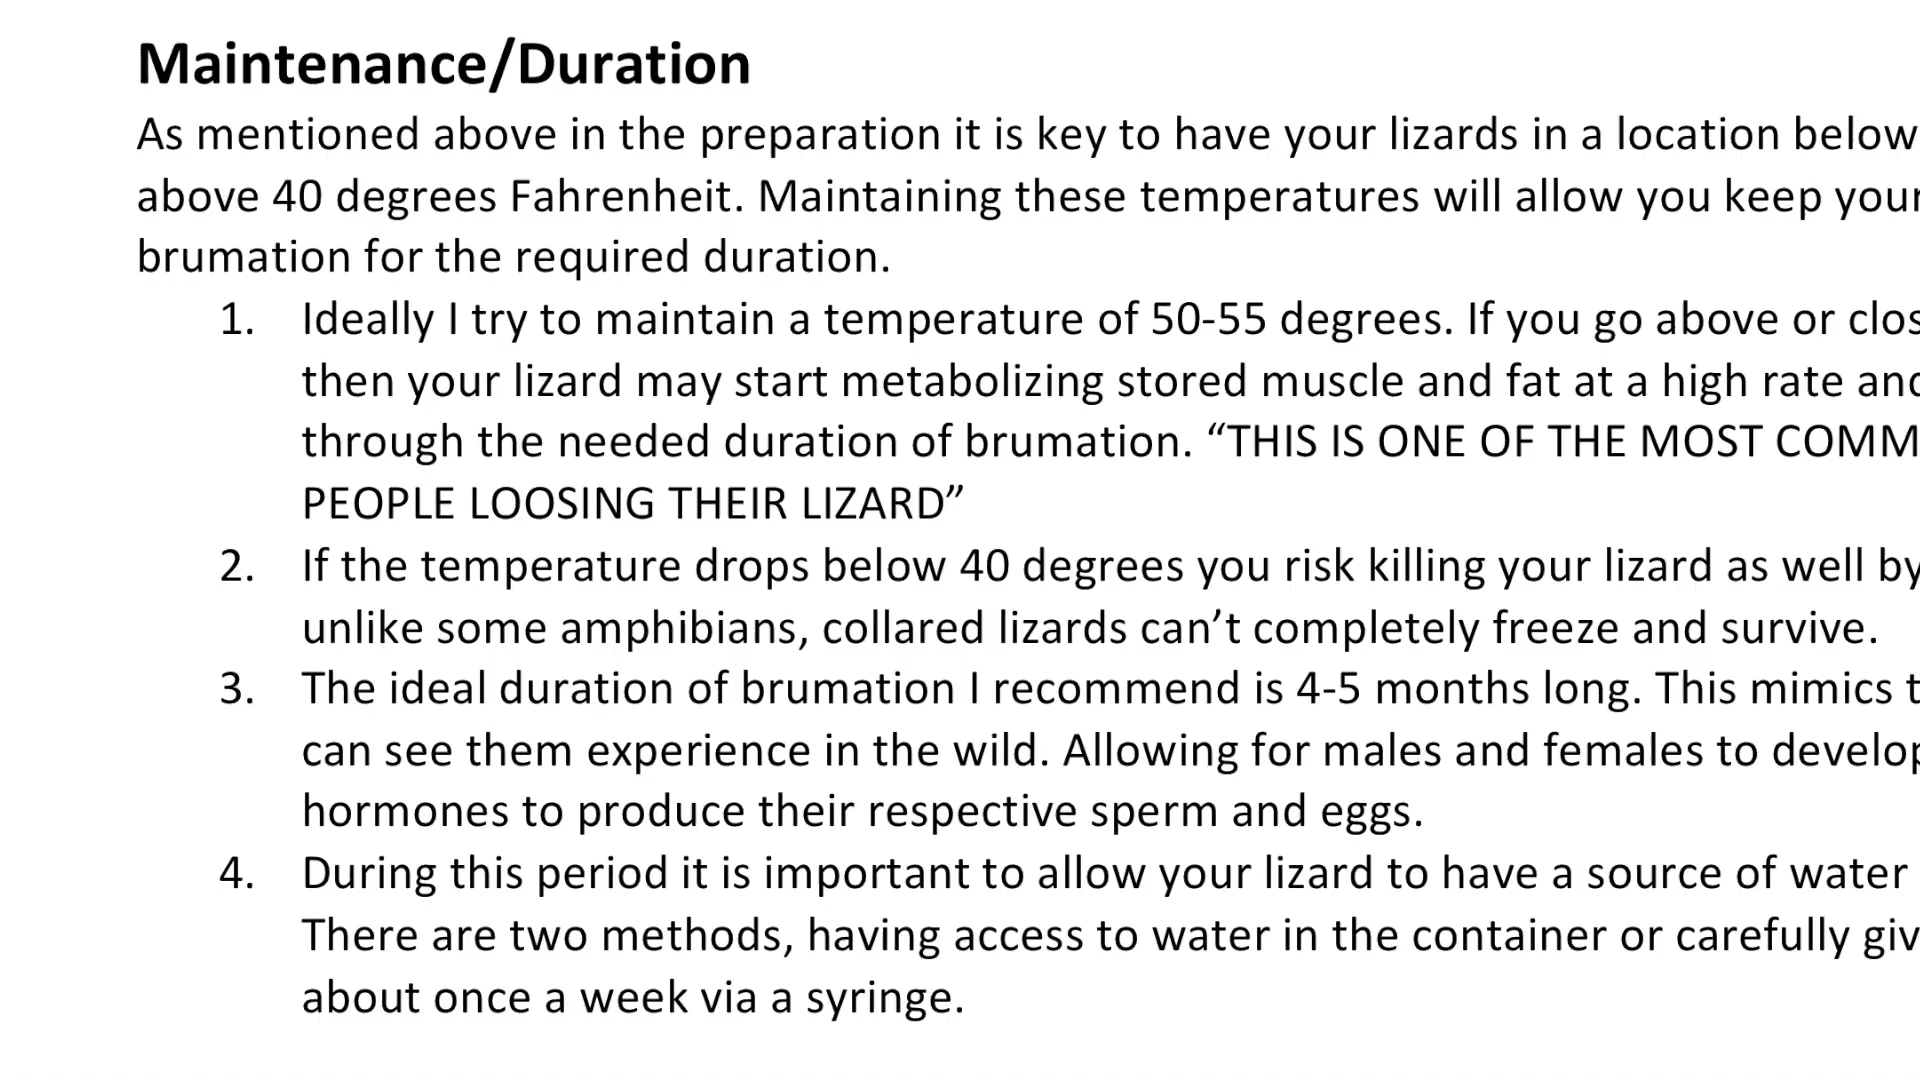 Maintenance/Duration
As mentioned above in the preparation it is key to have your lizards in a location below
above 40 degrees Fahrenheit. Maintaining these temperatures will allow you keep your
brumation for the required duration.
1. Ideally I try to maintain a temperature of 50-55 degrees. If you go above or clos
then your lizard may start metabolizing stored muscle and fat at a high rate and
through the needed duration of brumation. “THIS IS ONE OF THE MOST COMM
PEOPLE LOOSING THEIR LIZARD”
2. If the temperature drops below 40 degrees you risk killing your lizard as well by
unlike some amphibians, collared lizards can’t completely freeze and survive.
3. The ideal duration of brumation I recommend is 4-5 months long. This mimics t
can see them experience in the wild. Allowing for males and females to develop
hormones to produce their respective sperm and eggs.
4. During this period it is important to allow your lizard to have a source of water
There are two methods, having access to water in the container or carefully giv
about once a week via a syringe.